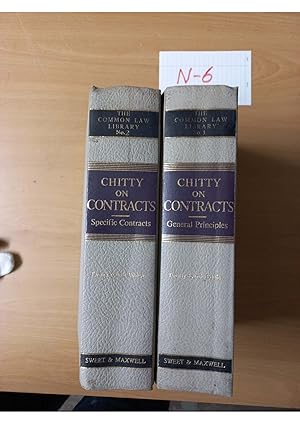 N-6
THE
COMMON LAW
LIBRARY
No. 2
CHITTY
ON
CONTRACTS
Specific Contracts
SWEET & MAXWELL
THE
COMMON LAW
LIBRARY
No. 1
CHITTY
ON
CONTRACTS
General Principles
SWEET & MAXWELL